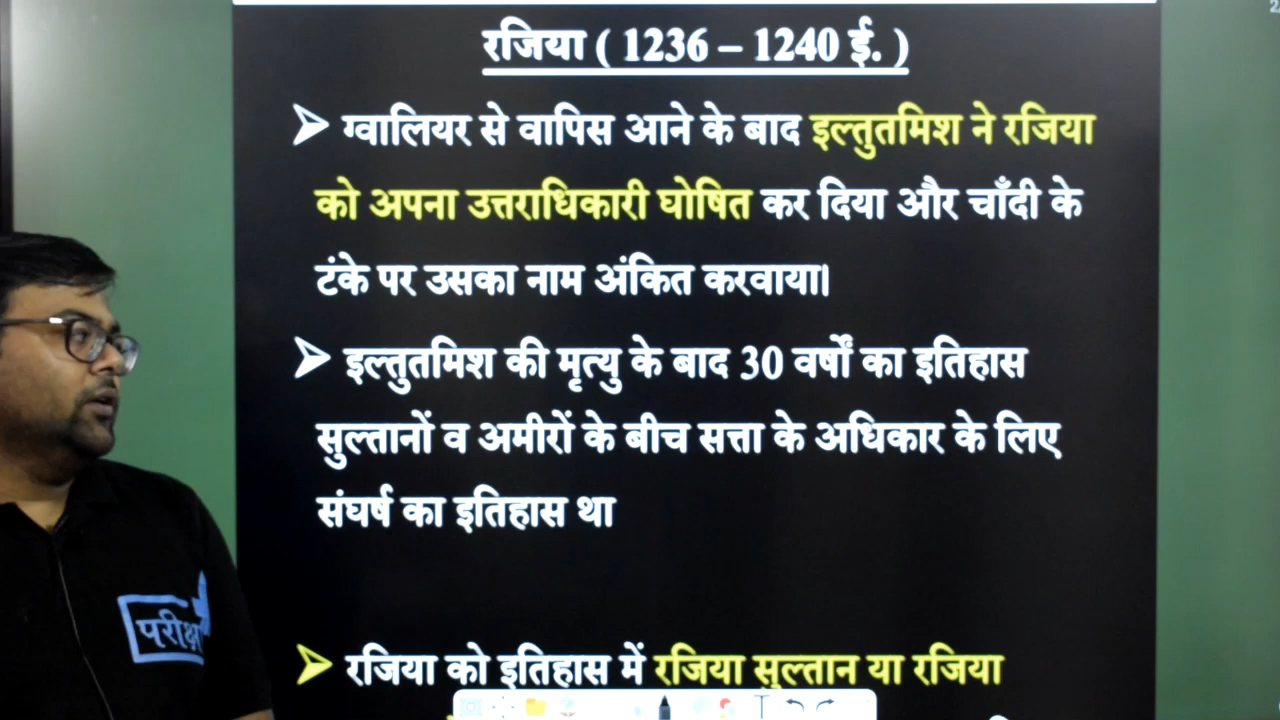 रजिया ( 1236 – 1240 ई. )
ग्वालियर से वापिस आने के बाद इल्तुतमिश ने रजिया
को अपना उत्तराधिकारी घोषित कर दिया और चाँदी के
टंके पर उसका नाम अंकित करवाया।
इल्तुतमिश की मृत्यु के बाद 30 वर्षों का इतिहास
सुल्तानों व अमीरों के बीच सत्ता के अधिकार के लिए
संघर्ष का इतिहास था
रजिया को इतिहास में रजिया सुल्तान या रजिया